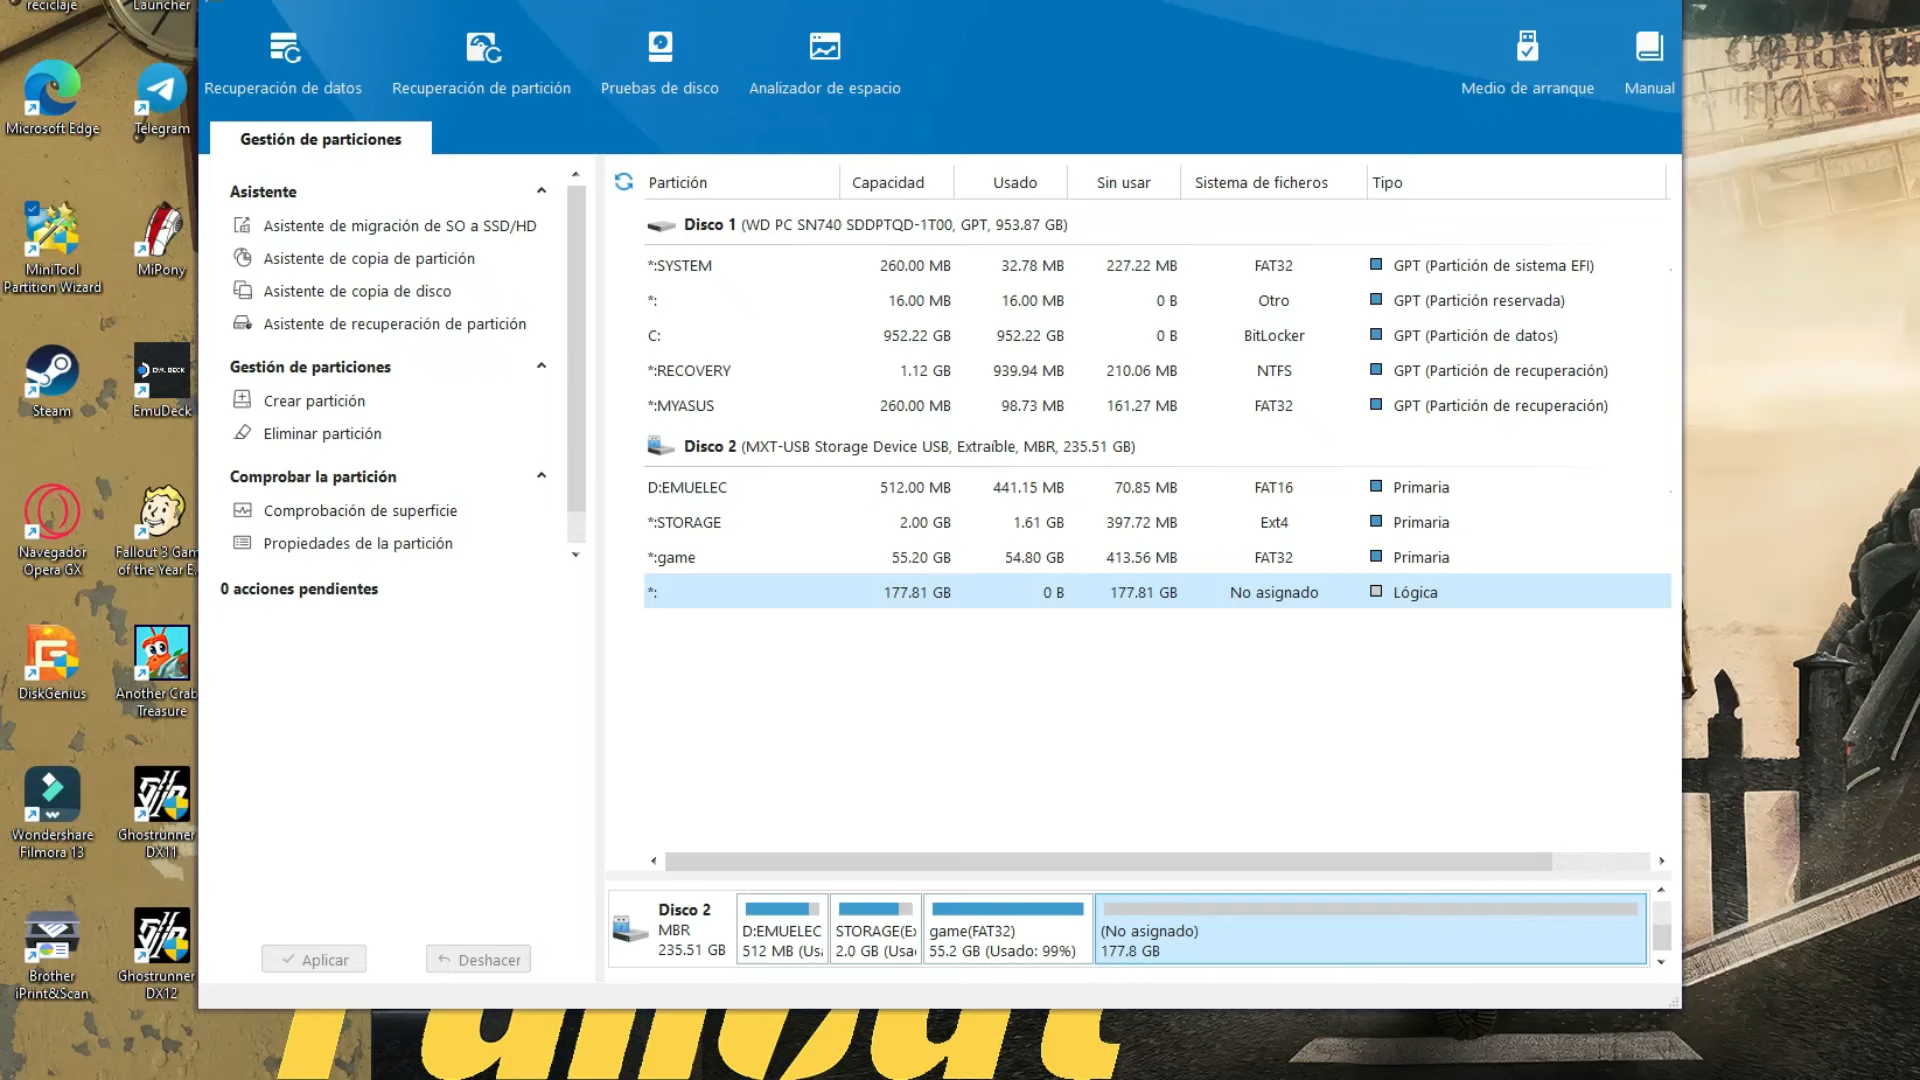 reciclaje
Launcher
Microsoft Edge
Telegram
MiniTool
Partition Wizard
MiPony
Steam
EmuDeck
Navegador
Opera GX
Fallout 3 Gam
of the Year E.
DiskGenius
Another Crab
Treasure
Wondershare
Filmora 13
Ghostrunner
DX11
Brother
iPrint&Scan
Ghostrunner
DX12
Recuperación de datos
Recuperación de partición
Pruebas de disco
Analizador de espacio
Medio de arranque
Manual
Gestión de particiones
Asistente
Asistente de migración de SO a SSD/HD
Asistente de copia de partición
Asistente de copia de disco
Asistente de recuperación de partición
Gestión de particiones
Crear partición
Eliminar partición
Comprobar la partición
Comprobación de superficie
Propiedades de la partición
0 acciones pendientes
Aplicar
Deshacer
Partición Capacidad Usado Sin usar Sistema de ficheros Tipo
Disco 1 (WD PC SN740 SDDPTQD-1T00, GPT, 953.87 GB)
*:SYSTEM 260.00 MB 32.78 MB 227.22 MB FAT32 GPT (Partición de sistema EFI)
*: 16.00 MB 16.00 MB 0 B Otro GPT (Partición reservada)
C: 952.22 GB 952.22 GB 0 B BitLocker GPT (Partición de datos)
*:RECOVERY 1.12 GB 939.94 MB 210.06 MB NTFS GPT (Partición de recuperación)
*:MYASUS 260.00 MB 98.73 MB 161.27 MB FAT32 GPT (Partición de recuperación)
Disco 2 (MXT-USB Storage Device USB, Extraíble, MBR, 235.51 GB)
D:EMUELEC 512.00 MB 441.15 MB 70.85 MB FAT16 Primaria
*:STORAGE 2.00 GB 1.61 GB 397.72 MB Ext4 Primaria
*:game 55.20 GB 54.80 GB 413.56 MB FAT32 Primaria
*: 177.81 GB 0 B 177.81 GB No asignado Lógica
Disco 2
MBR
235.51 GB
D:EMUELEC
512 MB (Usa
STORAGE(Ex
2.0 GB (Usa
game(FAT32)
55.2 GB (Usado: 99%)
(No asignado)
177.8 GB
Fallout